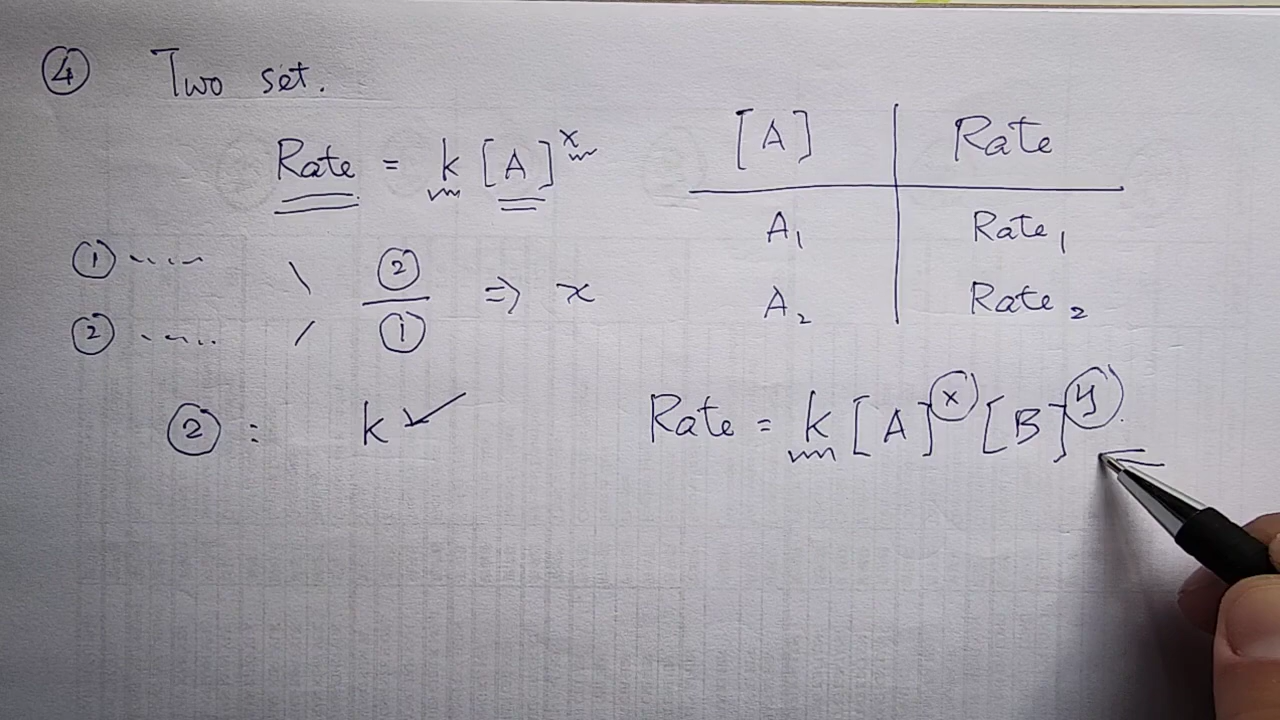 ④ Two set.
Rate = k [A]^x
[A] | Rate
A₁ | Rate₁
A₂ | Rate₂
① ---- \ ②/① => x
② ..... /
② : k ✓
Rate = k [A]^x [B]^y.